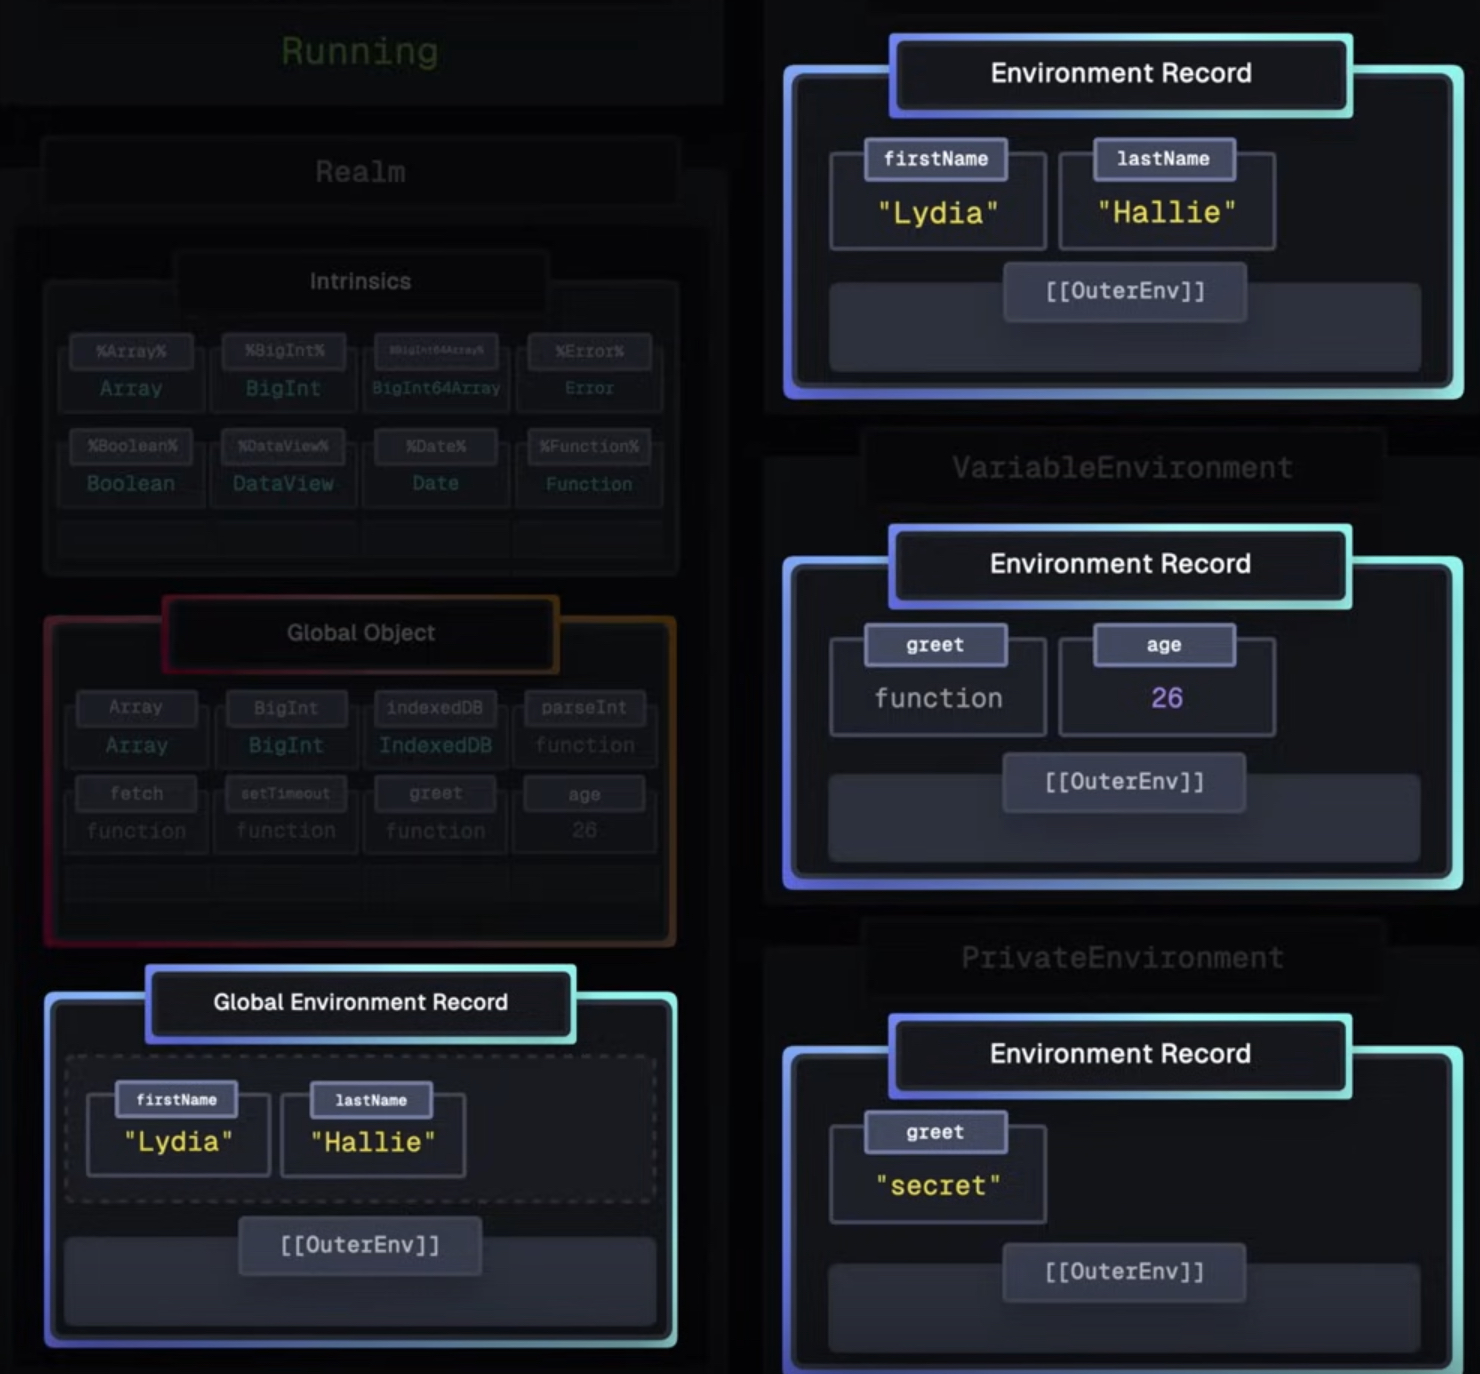 Running
Realm
Intrinsics
%Array% %BigInt% %BigInt64Array% %Error%
Array BigInt BigInt64Array Error
%Boolean% %DataView% %Date% %Function%
Boolean DataView Date Function
Global Object
Array BigInt indexedDB parseInt
Array BigInt IndexedDB function
fetch setTimeout greet age
function function function 26
Global Environment Record
firstName lastName
"Lydia" "Hallie"
[[OuterEnv]]
Environment Record
firstName lastName
"Lydia" "Hallie"
[[OuterEnv]]
VariableEnvironment
Environment Record
greet age
function 26
[[OuterEnv]]
PrivateEnvironment
Environment Record
greet
"secret"
[[OuterEnv]]